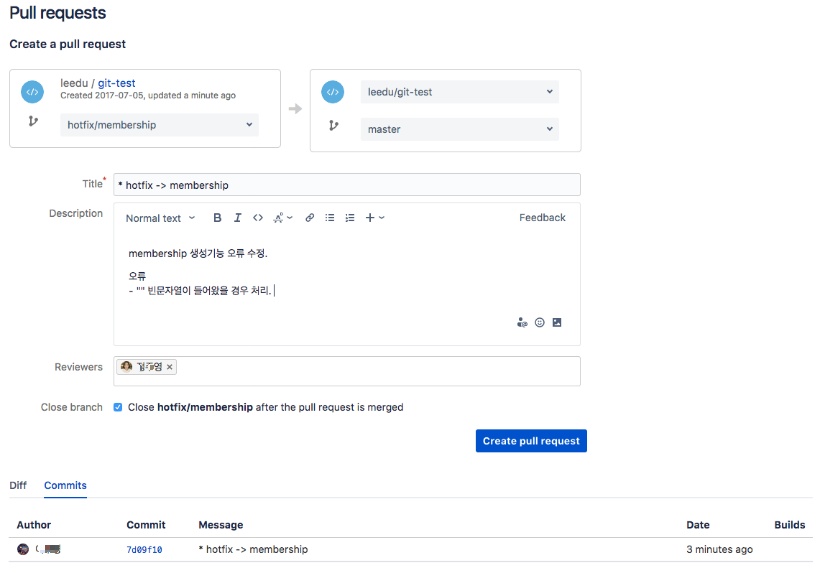 Pull requests
Create a pull request
leedu / git-test
Created 2017-07-05, updated a minute ago
hotfix/membership
leedu/git-test
master
Title*
* hotfix -> membership
Description
Normal text
B I <>
Feedback
membership 생성기능 오류 수정.
오류
- "" 빈문자열이 들어왔을 경우 처리.
Reviewers
Close branch
Close hotfix/membership after the pull request is merged
Create pull request
Diff Commits
Author Commit Message Date Builds
7d09f10 * hotfix -> membership 3 minutes ago